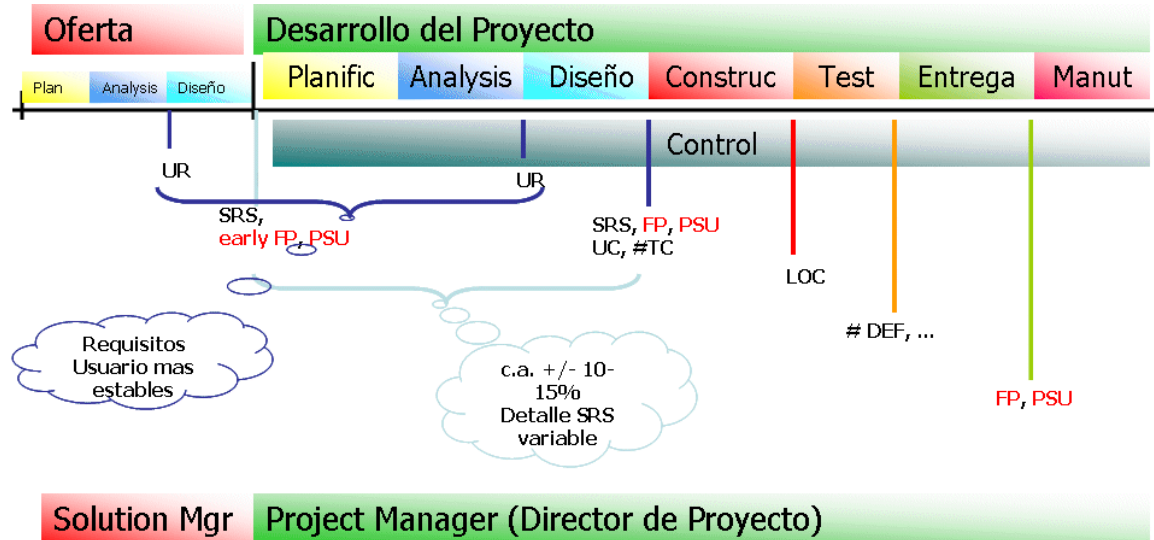 Oferta
Desarrollo del Proyecto
Plan
Analysis
Diseño
Planific
Analysis
Diseño
Construc
Test
Entrega
Manut
Control
UR
UR
SRS,
early FP, PSU
SRS, FP, PSU
UC, #TC
LOC
# DEF, ...
FP, PSU
Requisitos
Usuario mas
estables
c.a. +/- 10-
15%
Detalle SRS
variable
Solution Mgr
Project Manager (Director de Proyecto)